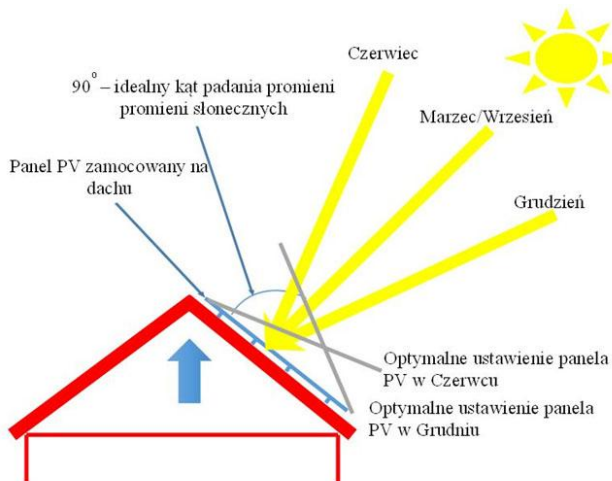 Czerwiec
90° – idealny kąt padania promieni
promieni słonecznych
Marzec/Wrzesień
Panel PV zamocowany na
dachu
Grudzień
Optymalne ustawienie panela
PV w Czerwcu
Optymalne ustawienie panela
PV w Grudniu